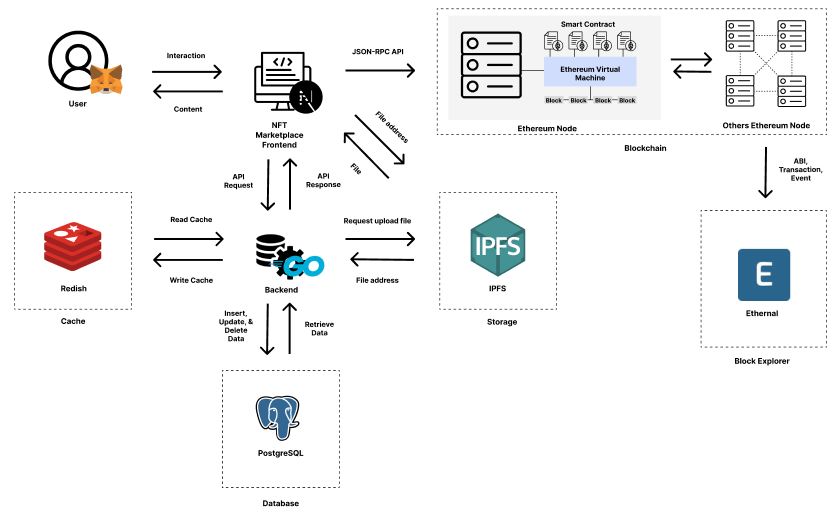 Smart Contract
JSON-RPC API
Interaction
Ethereum Virtual
Machine
Content
User
Block
Block
Block
Block
NFT
Marketplace
Frontend
File address
Ethereum Node
Others Ethereum Node
Blockchain
File
API
Request
API
Response
ABI,
Transaction,
Event
Read Cache
Request upload file
IPFS
GO
E
Redish
Write Cache
Backend
File address
IPFS
Ethernal
Cache
Insert,
Update, &
Delete
Data
Retrieve
Data
Storage
Block Explorer
PostgreSQL
Database